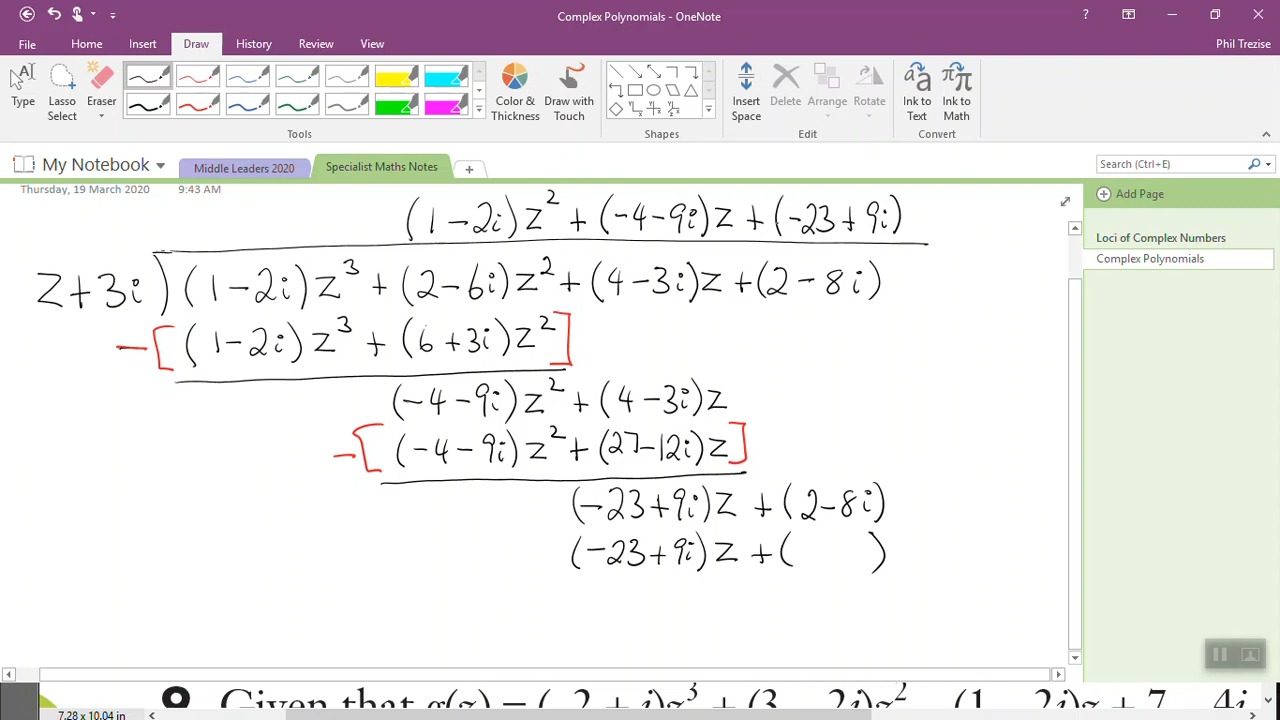 Complex Polynomials - OneNote
?
File Home Insert Draw History Review View
Phil Trezise
Type
Lasso Select
Eraser
Color & Thickness
Draw with Touch
Insert Space
Delete
Arrange
Rotate
Ink to Text
Ink to Math
Tools
Shapes
Edit
Convert
My Notebook
Middle Leaders 2020
Specialist Maths Notes
Search (Ctrl+E)
Thursday, 19 March 2020 9:43 AM
Add Page
Loci of Complex Numbers
Complex Polynomials
(1-2i)z² + (-4-9i)z + (-23+9i)
z+3i) (1-2i)z³ + (2-6i)z² + (4-3i)z + (2-8i)
-[(1-2i)z³ + (6+3i)z²]
(-4-9i)z² + (4-3i)z
-[(-4-9i)z² + (27-12i)z]
(-23+9i)z + (2-8i)
(-23+9i)z + ( )
7.28 x 10.04 in